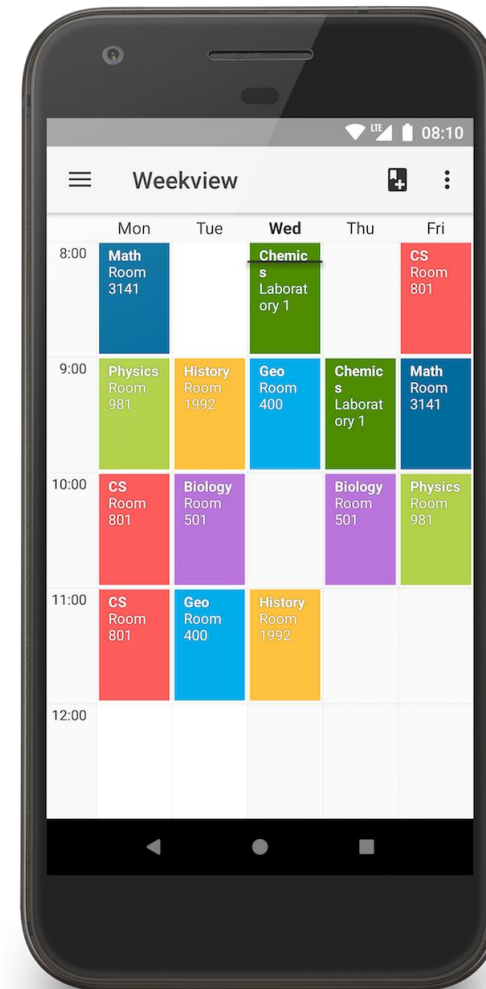 LTE 08:10
Weekview
Mon Tue Wed Thu Fri
8:00
Math
Room
3141
Chemic
s
Laborat
ory 1
CS
Room
801
9:00
Physics
Room
981
History
Room
1992
Geo
Room
400
Chemic
s
Laborat
ory 1
Math
Room
3141
10:00
CS
Room
801
Biology
Room
501
Biology
Room
501
Physics
Room
981
11:00
CS
Room
801
Geo
Room
400
History
Room
1992
12:00